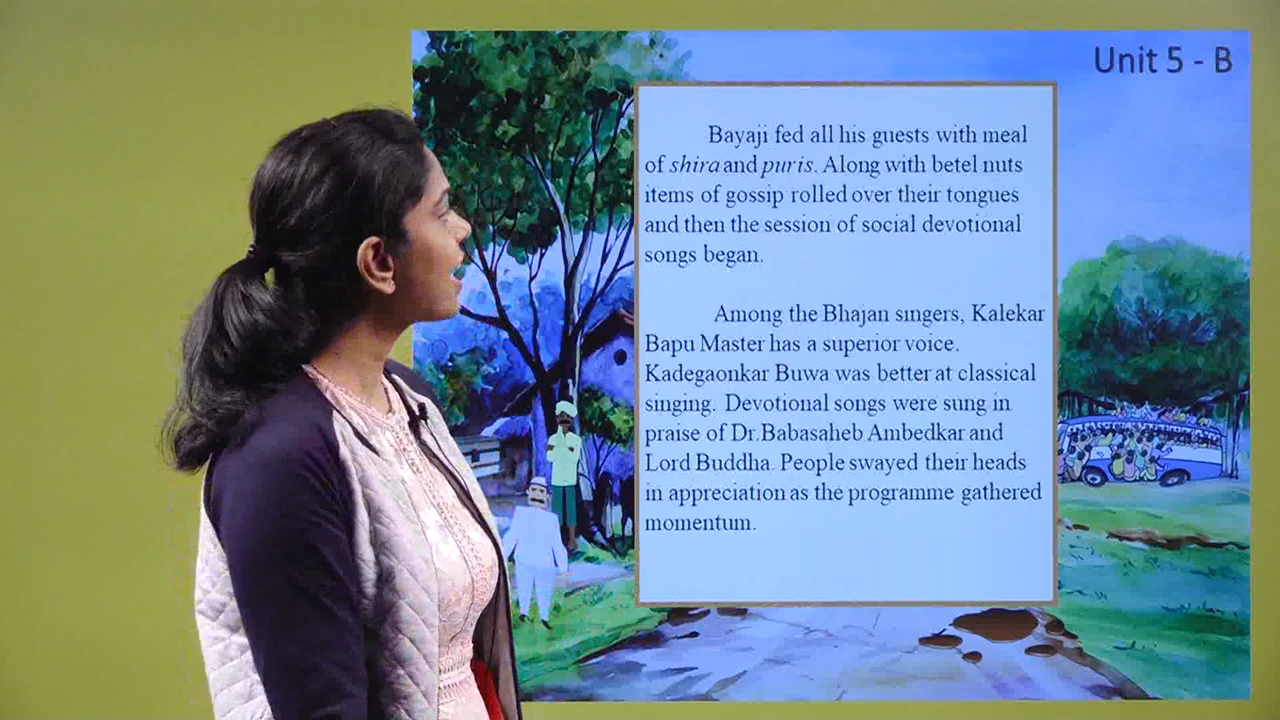 Unit 5 - B
Bayaji fed all his guests with meal
of shira and puris. Along with betel nuts
items of gossip rolled over their tongues
and then the session of social devotional
songs began.
Among the Bhajan singers, Kalekar
Bapu Master has a superior voice.
Kadegaonkar Buwa was better at classical
singing. Devotional songs were sung in
praise of Dr.Babasaheb Ambedkar and
Lord Buddha. People swayed their heads
in appreciation as the programme gathered
momentum.